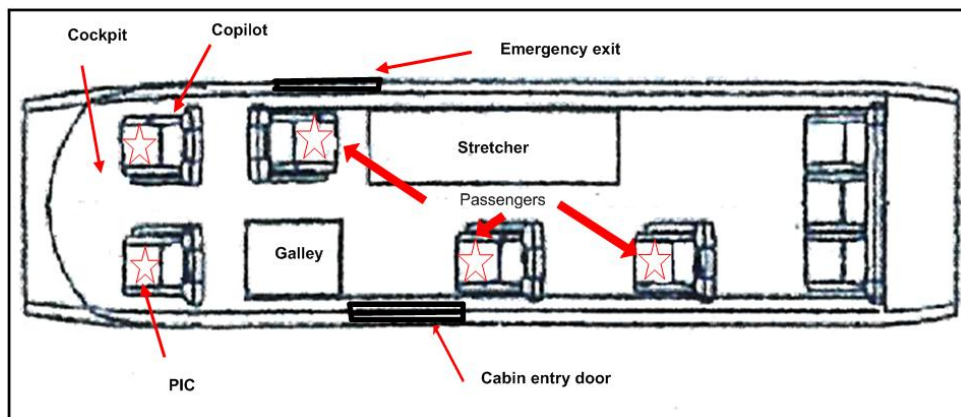 Copilot
Cockpit
Emergency exit
Stretcher
Passengers
Galley
PIC
Cabin entry door